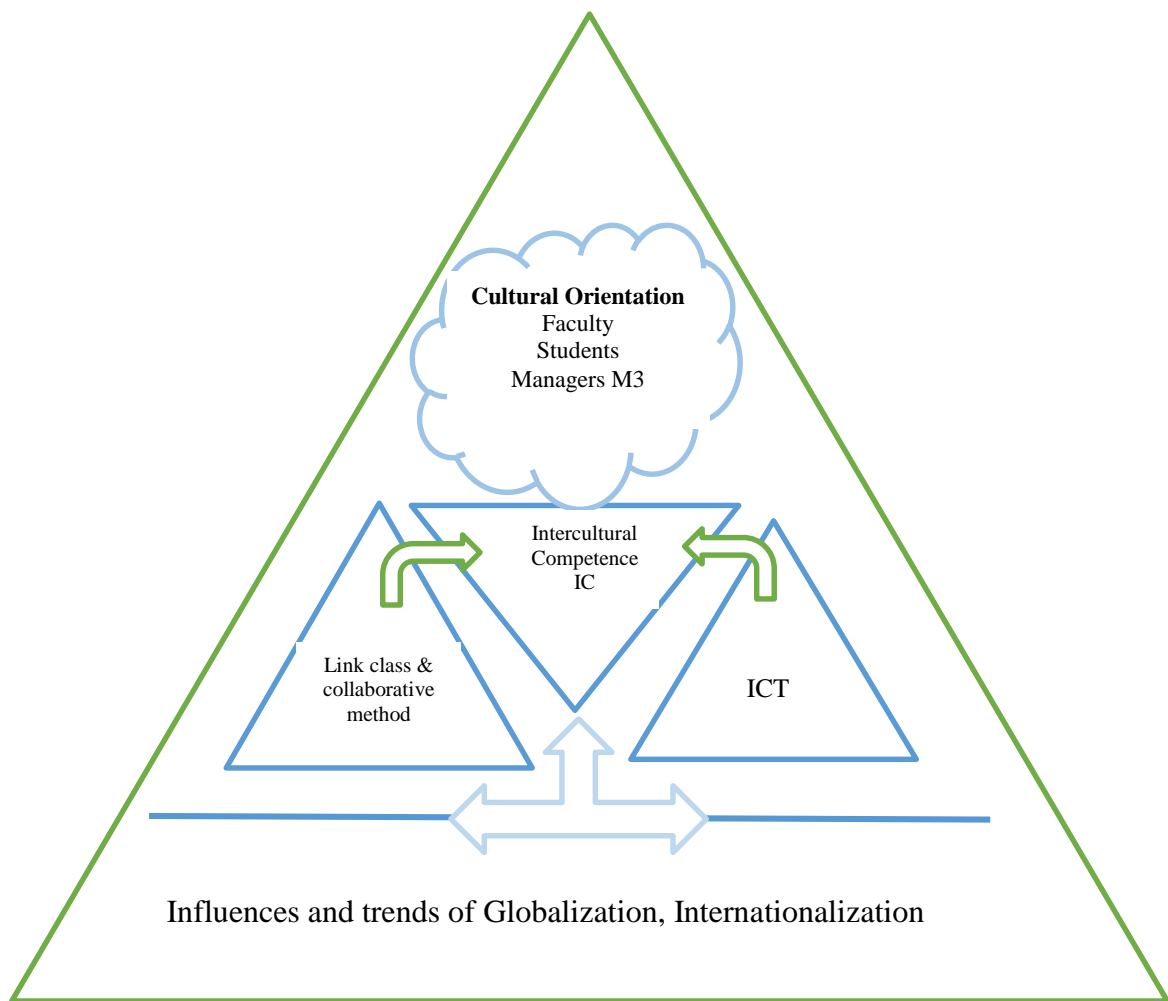 Cultural Orientation
Faculty
Students
Managers M3
Intercultural
Competence
IC
Link class &
collaborative
method
ICT
Influences and trends of Globalization, Internationalization